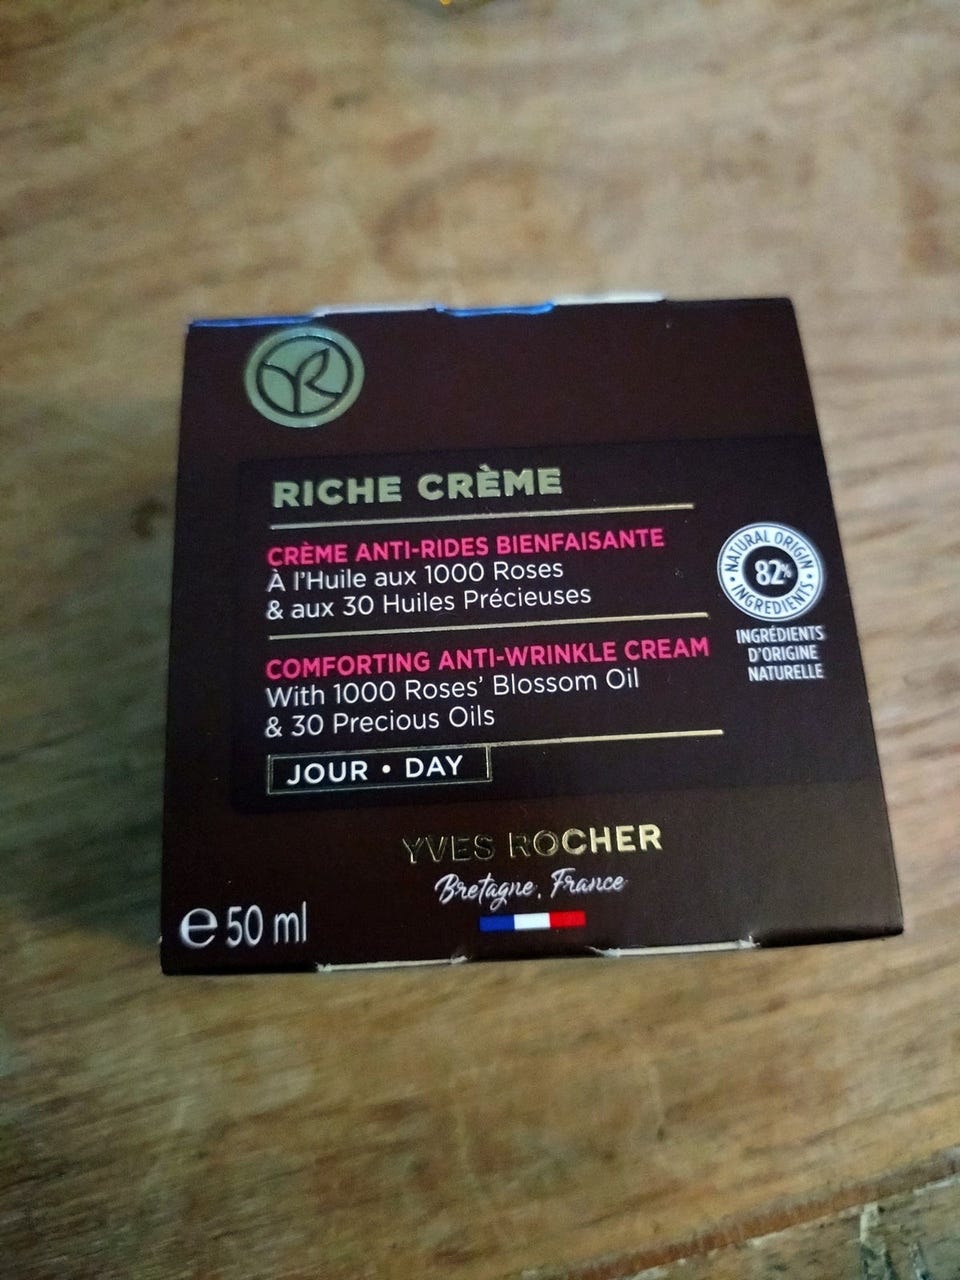 RICHE CRÈME
CRÈME ANTI-RIDES BIENFAISANTE
À l'Huile aux 1000 Roses
& aux 30 Huiles Précieuses
NATURAL ORIGIN
82%
INGREDIENTS
INGRÉDIENTS
D'ORIGINE
NATURELLE
COMFORTING ANTI-WRINKLE CREAM
With 1000 Roses' Blossom Oil
& 30 Precious Oils
JOUR • DAY
YVES ROCHER
Bretagne, France
e 50 ml